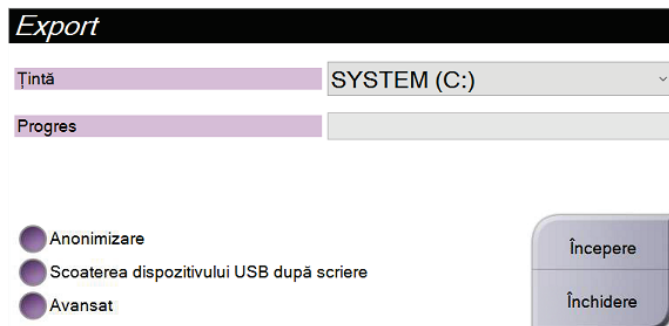 Export
Țintă
SYSTEM (C:)
Progres
Anonimizare
Scoaterea dispozitivului USB după scriere
Avansat
Începere
Închidere